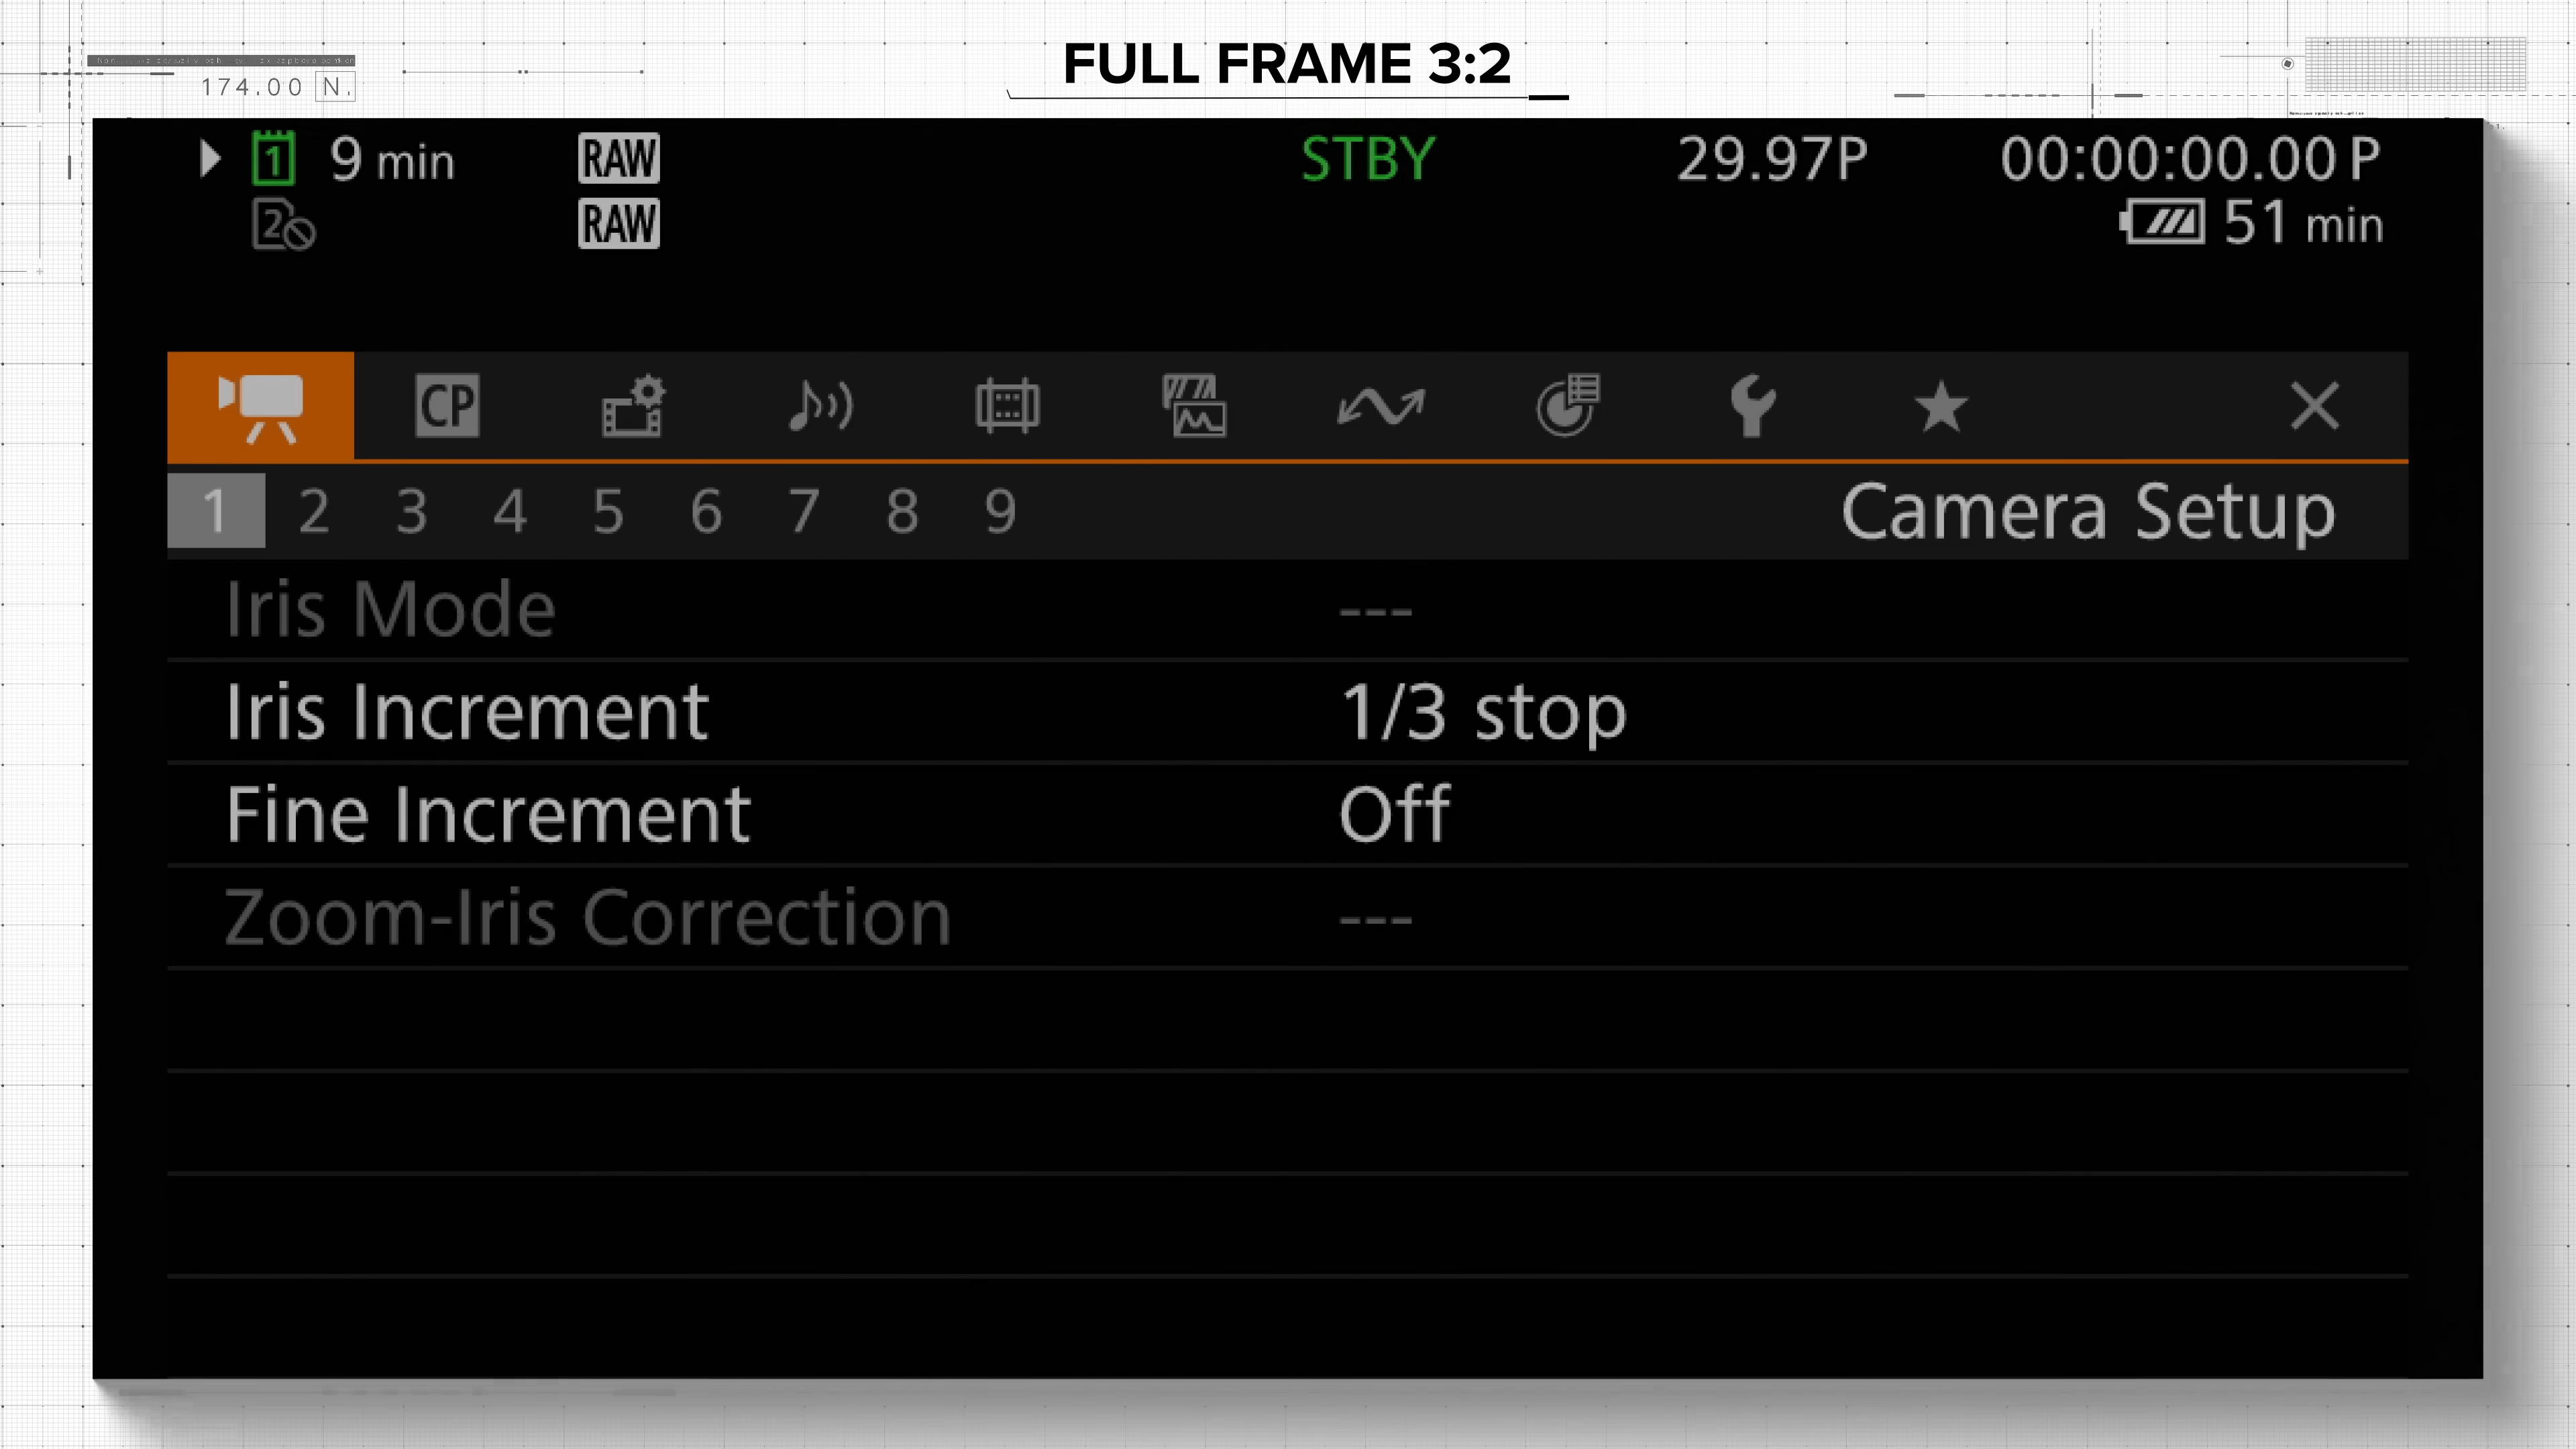 FULL FRAME 3:2
174.00 N.
1 9 min RAW STBY 29.97P 00:00:00.00 P
2 RAW 51 min
CP
1 2 3 4 5 6 7 8 9 Camera Setup
Iris Mode ---
Iris Increment 1/3 stop
Fine Increment Off
Zoom-Iris Correction ---